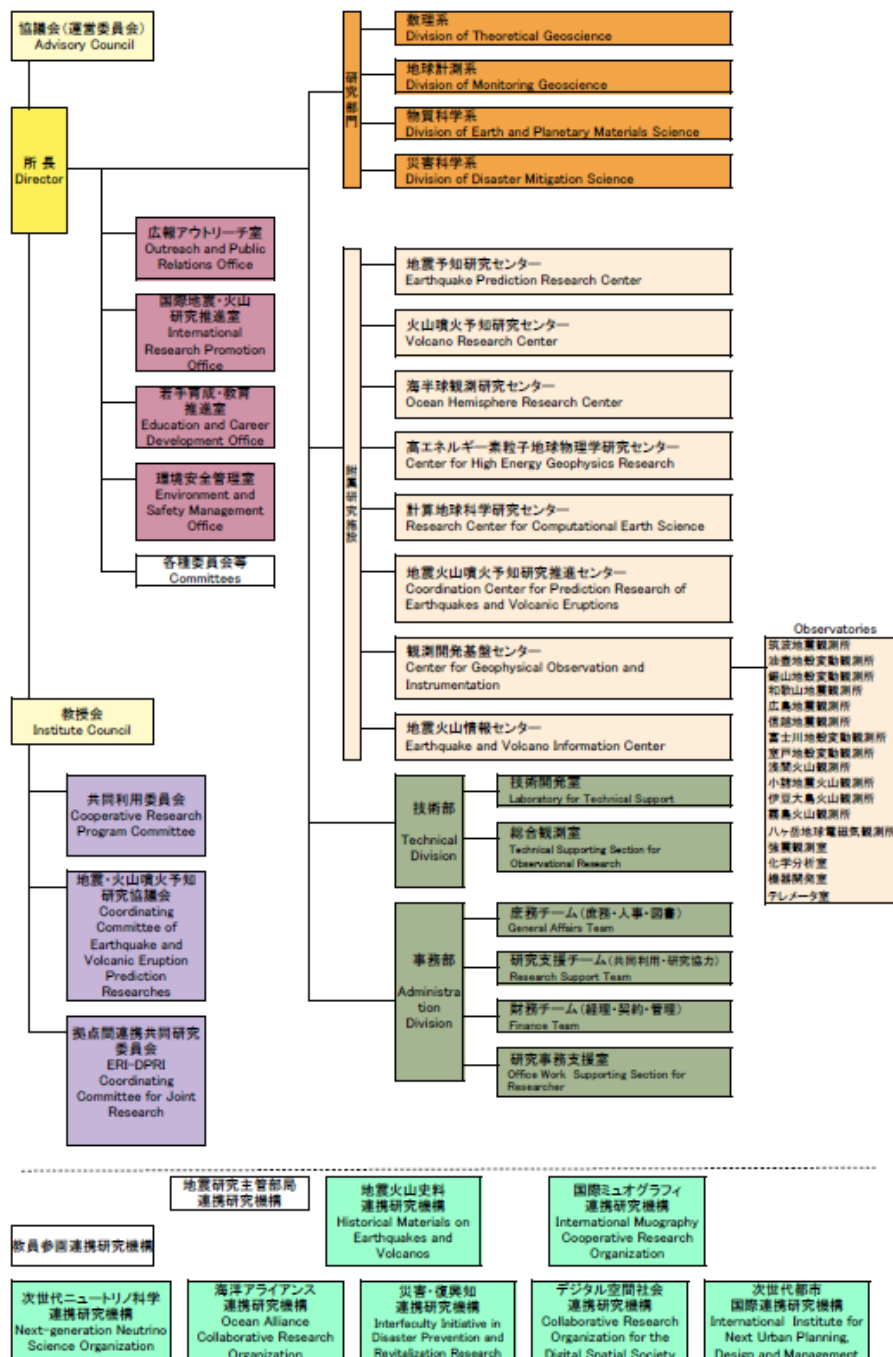 協議会(運営委員会)
Advisory Council
所 長
Director
広報アウトリーチ室
Outreach and Public
Relations Office
国際地震・火山
研究推進室
International
Research Promotion
Office
若手育成・教育
推進室
Education and Career
Development Office
環境安全管理室
Environment and
Safety Management
Office
各種委員会等
Committees
研究部門
数理系
Division of Theoretical Geoscience
地球計測系
Division of Monitoring Geoscience
物質科学系
Division of Earth and Planetary Materials Science
災害科学系
Division of Disaster Mitigation Science
附属研究施設
地震予知研究センター
Earthquake Prediction Research Center
火山噴火予知研究センター
Volcano Research Center
海半球観測研究センター
Ocean Hemisphere Research Center
高エネルギー素粒子地球物理学研究センター
Center for High Energy Geophysics Research
計算地球科学研究センター
Research Center for Computational Earth Science
地震火山噴火予知研究推進センター
Coordination Center for Prediction Research of
Earthquakes and Volcanic Eruptions
観測開発基盤センター
Center for Geophysical Observation and
Instrumentation
地震火山情報センター
Earthquake and Volcano Information Center
Observatories
筑波地震観測所
油壺地殻変動観測所
鋸山地殻変動観測所
和歌山地震観測所
広島地震観測所
信越地震観測所
富士川地殻変動観測所
室戸地殻変動観測所
浅間火山観測所
小諸地震火山観測所
伊豆大島火山観測所
霧島火山観測所
八ヶ岳地球電磁気観測所
強震観測室
化学分析室
機器開発室
テレメータ室
教授会
Institute Council
共同利用委員会
Cooperative Research
Program Committee
地震・火山噴火予知
研究協議会
Coordinating
Committee of
Earthquake and
Volcanic Eruption
Prediction
Researches
拠点間連携共同研究
委員会
ERI-DPRI
Coordinating
Committee for Joint
Research
技術部
Technical
Division
技術開発室
Laboratory for Technical Support
総合観測室
Technical Supporting Section for
Observational Research
事務部
Administra
tion
Division
庶務チーム(庶務・人事・図書)
General Affairs Team
研究支援チーム(共同利用・研究協力)
Research Support Team
財務チーム(経理・契約・管理)
Finance Team
研究事務支援室
Office Work Supporting Section for
Researcher
地震研究主管部局
連携研究機構
地震火山史料
連携研究機構
Historical Materials on
Earthquakes and
Volcanos
国際ミュオグラフィ
連携研究機構
International Muography
Cooperative Research
Organization
教員参画連携研究機構
次世代ニュートリノ科学
連携研究機構
Next-generation Neutrino
Science Organization
海洋アライアンス
連携研究機構
Ocean Alliance
Collaborative Research
Organization
災害・復興知
連携研究機構
Interfaculty Initiative in
Disaster Prevention and
Revitalization Research
デジタル空間社会
連携研究機構
Collaborative Research
Organization for the
Digital Spatial Society
次世代都市
国際連携研究機構
International Institute for
Next Urban Planning,
Design and Management